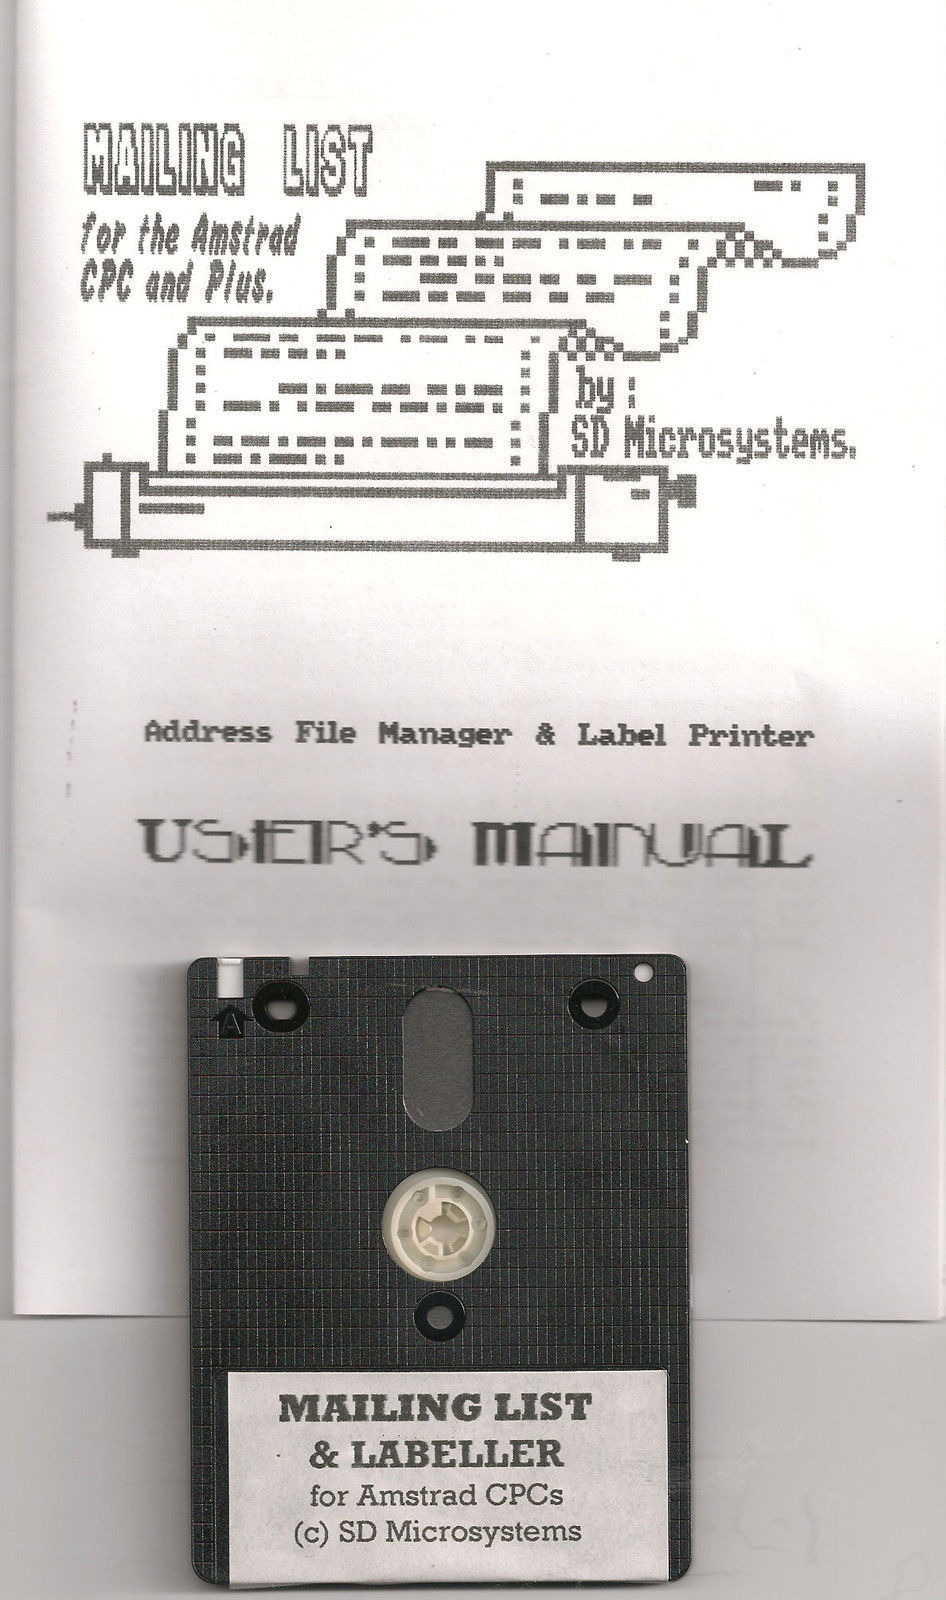 MAILING LIST
for the Amstrad
CPC and Plus.
by :
SD Microsystems.
Address File Manager & Label Printer
USER'S MANUAL
A
MAILING LIST
& LABELLER
for Amstrad CPCs
(c) SD Microsystems